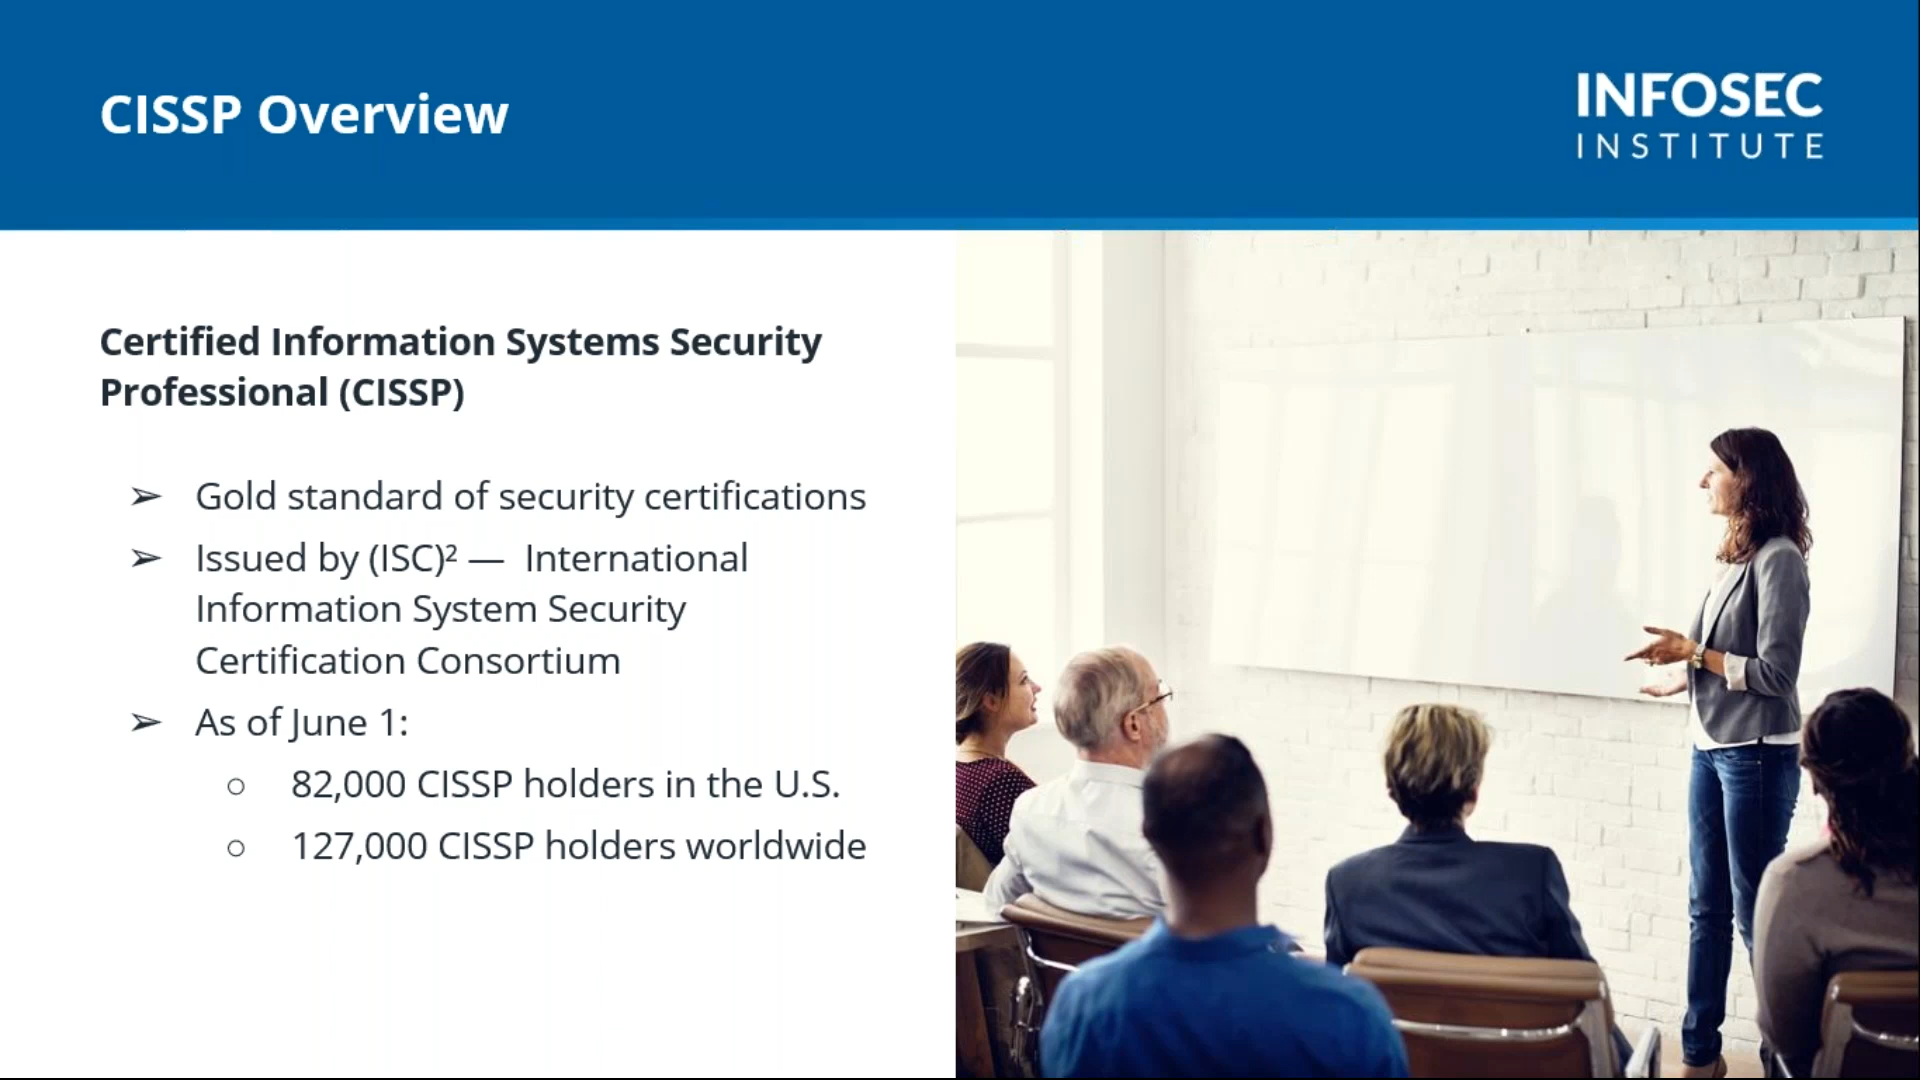 CISSP Overview
INFOSEC
INSTITUTE
Certified Information Systems Security
Professional (CISSP)
➢ Gold standard of security certifications
➢ Issued by (ISC)² — International
Information System Security
Certification Consortium
➢ As of June 1:
○ 82,000 CISSP holders in the U.S.
○ 127,000 CISSP holders worldwide